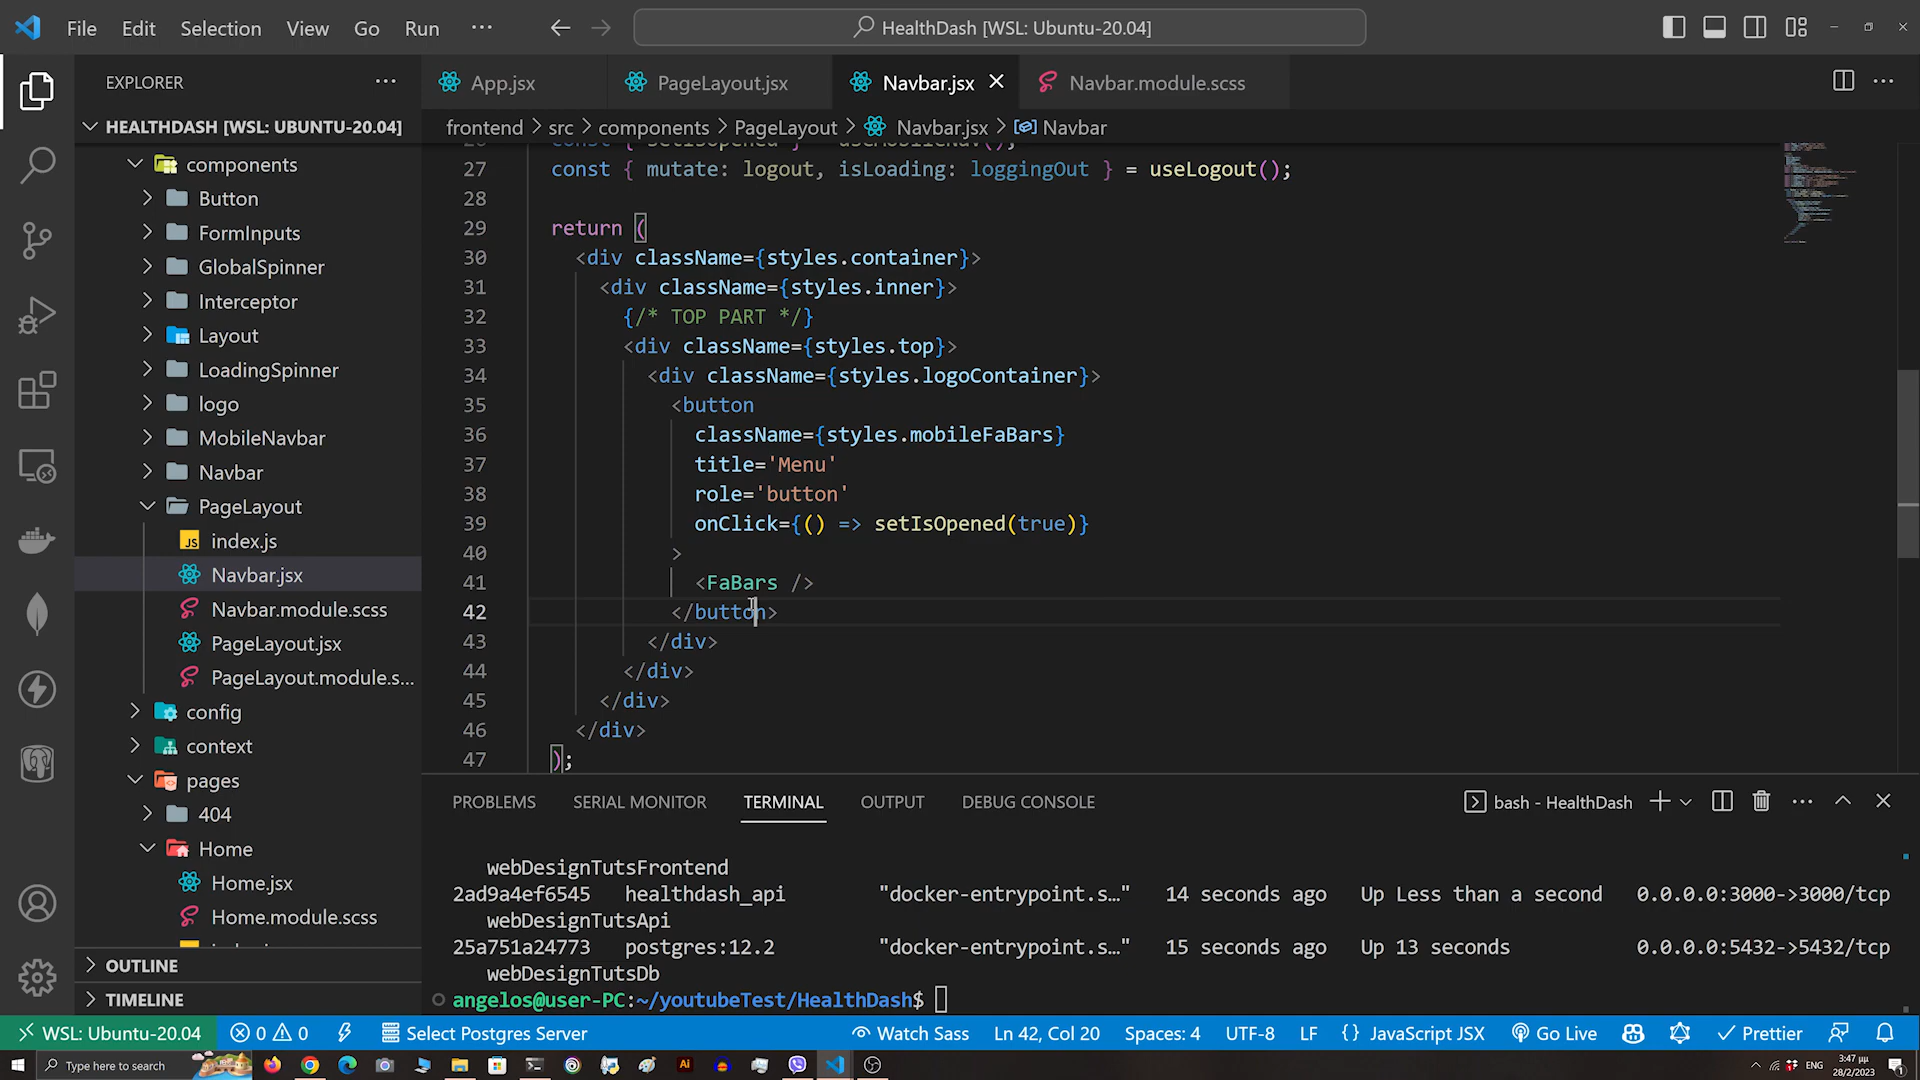 File Edit Selection View Go Run ··· HealthDash [WSL: Ubuntu-20.04]
EXPLORER ···
App.jsx PageLayout.jsx Navbar.jsx Navbar.module.scss
HEALTHDASH [WSL: UBUNTU-20.04]
frontend > src > components > PageLayout > Navbar.jsx > Navbar
components
Button
FormInputs
GlobalSpinner
Interceptor
Layout
LoadingSpinner
logo
MobileNavbar
Navbar
PageLayout
index.js
Navbar.jsx
Navbar.module.scss
PageLayout.jsx
PageLayout.module.s...
config
context
pages
404
Home
Home.jsx
Home.module.scss
OUTLINE
TIMELINE
27 const { mutate: logout, isLoading: loggingOut } = useLogout();
28
29 return (
30 <div className={styles.container}>
31 <div className={styles.inner}>
32 {/* TOP PART */}
33 <div className={styles.top}>
34 <div className={styles.logoContainer}>
35 <button
36 className={styles.mobileFaBars}
37 title='Menu'
38 role='button'
39 onClick={() => setIsOpened(true)}
40 >
41 <FaBars />
42 </button>
43 </div>
44 </div>
45 </div>
46 </div>
47 );
PROBLEMS SERIAL MONITOR TERMINAL OUTPUT DEBUG CONSOLE bash - HealthDash
webDesignTutsFrontend
2ad9a4ef6545 healthdash_api "docker-entrypoint.s…" 14 seconds ago Up Less than a second 0.0.0.0:3000->3000/tcp
webDesignTutsApi
25a751a24773 postgres:12.2 "docker-entrypoint.s…" 15 seconds ago Up 13 seconds 0.0.0.0:5432->5432/tcp
webDesignTutsDb
angelos@user-PC:~/youtubeTest/HealthDash$
WSL: Ubuntu-20.04 0 0 Select Postgres Server Watch Sass Ln 42, Col 20 Spaces: 4 UTF-8 LF {} JavaScript JSX Go Live Prettier
Type here to search ENG 3:47 μμ
28/2/2023